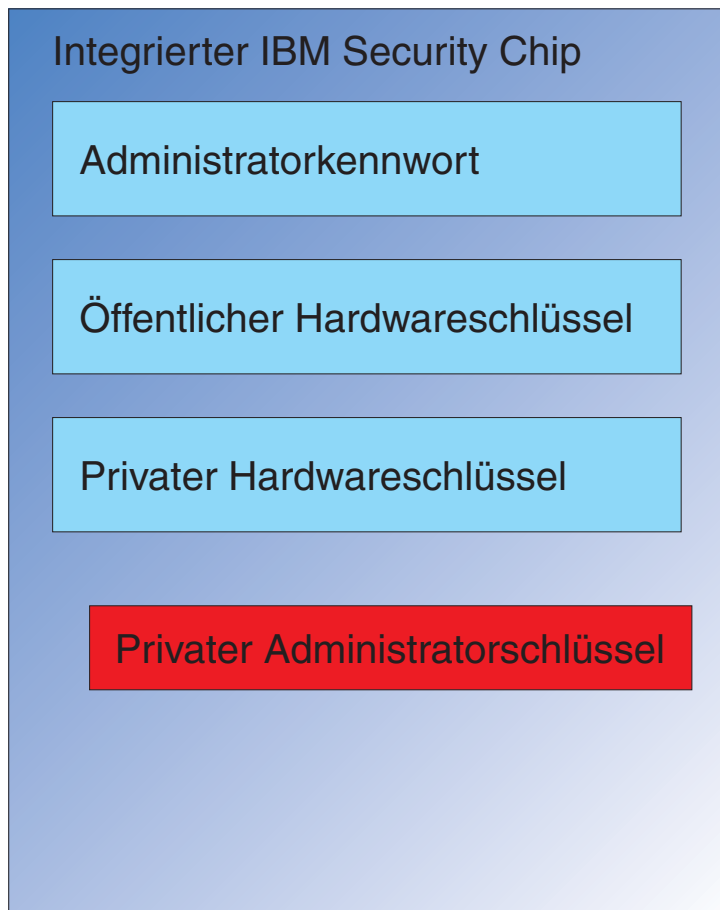 Integrierter IBM Security Chip
Administratorkennwort
Öffentlicher Hardwareschlüssel
Privater Hardwareschlüssel
Privater Administratorschlüssel